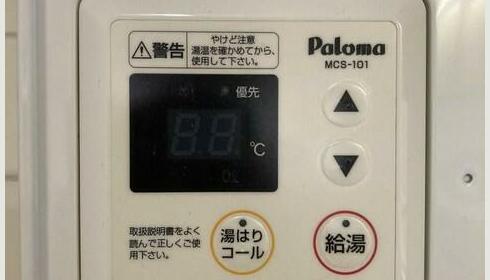 警告
やけど注意
湯温を確かめてから、
使用して下さい。
Paloma
MCS-101
優先
℃
取扱説明書をよく
読んで正しくご使
用下さい。
湯はり
コール
給湯